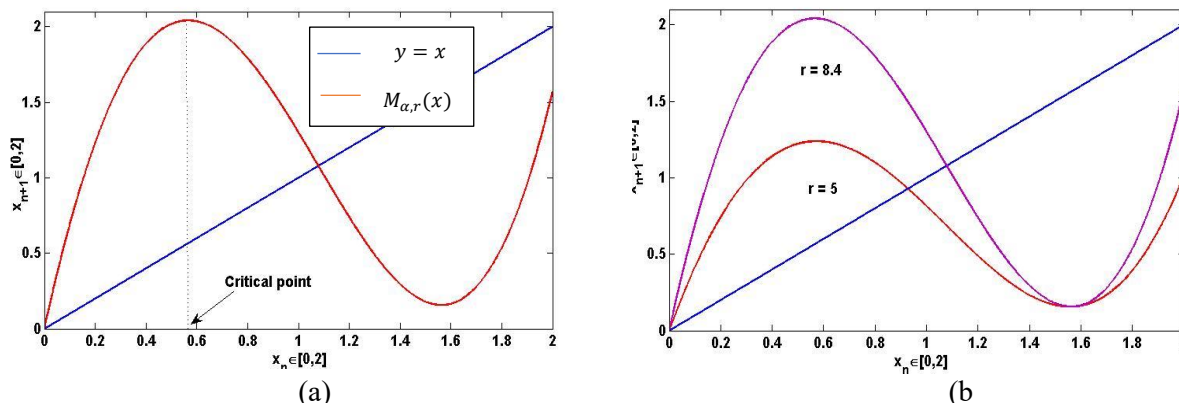 2
1.5
1
0.5
0
x_{n+1}∈[0,2]
y = x
M_{α,r}(x)
Critical point
0 0.2 0.4 0.6 0.8 1 1.2 1.4 1.6 1.8 2
x_n∈[0,2]
(a)
2
1.5
1
0.5
0
r = 8.4
r = 5
0 0.2 0.4 0.6 0.8 1 1.2 1.4 1.6 1.8
x_n∈[0,2]
(b